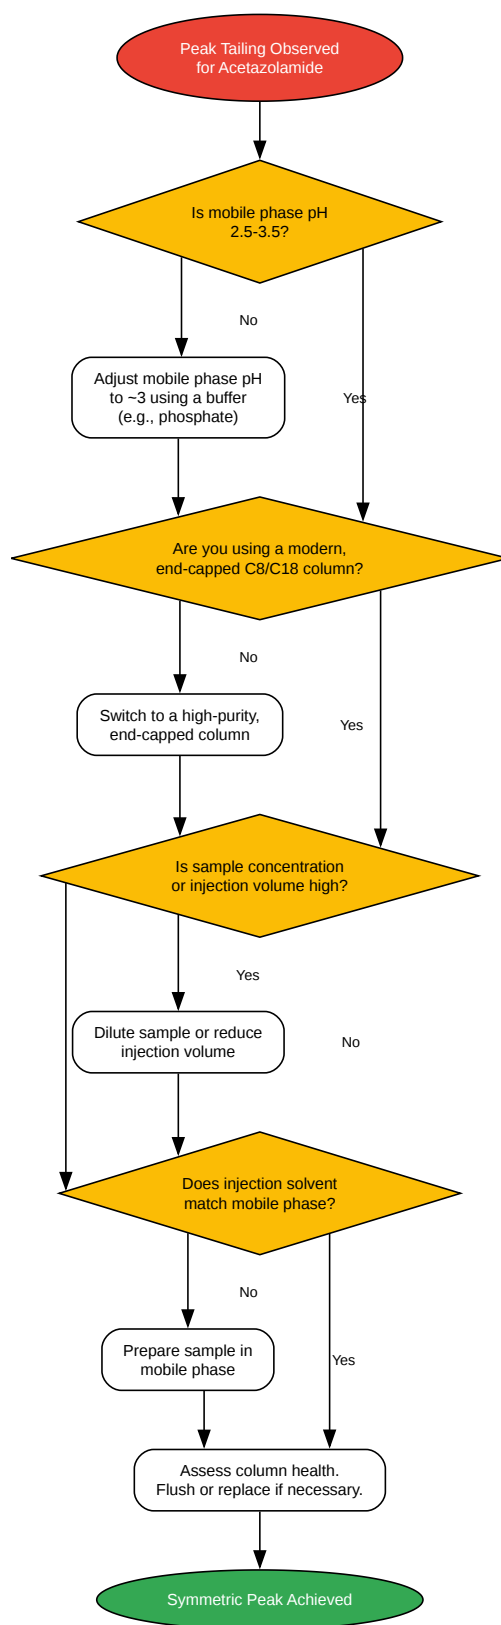 Peak Tailing Observed
for Acetazolamide
Is mobile phase pH
2.5-3.5?
No
Adjust mobile phase pH
to ~3 using a buffer
(e.g., phosphate)
Yes
Are you using a modern,
end-capped C8/C18 column?
No
Switch to a high-purity,
end-capped column
Yes
Is sample concentration
or injection volume high?
Yes
Dilute sample or reduce
injection volume
No
Does injection solvent
match mobile phase?
No
Prepare sample in
mobile phase
Yes
Assess column health.
Flush or replace if necessary.
Symmetric Peak Achieved